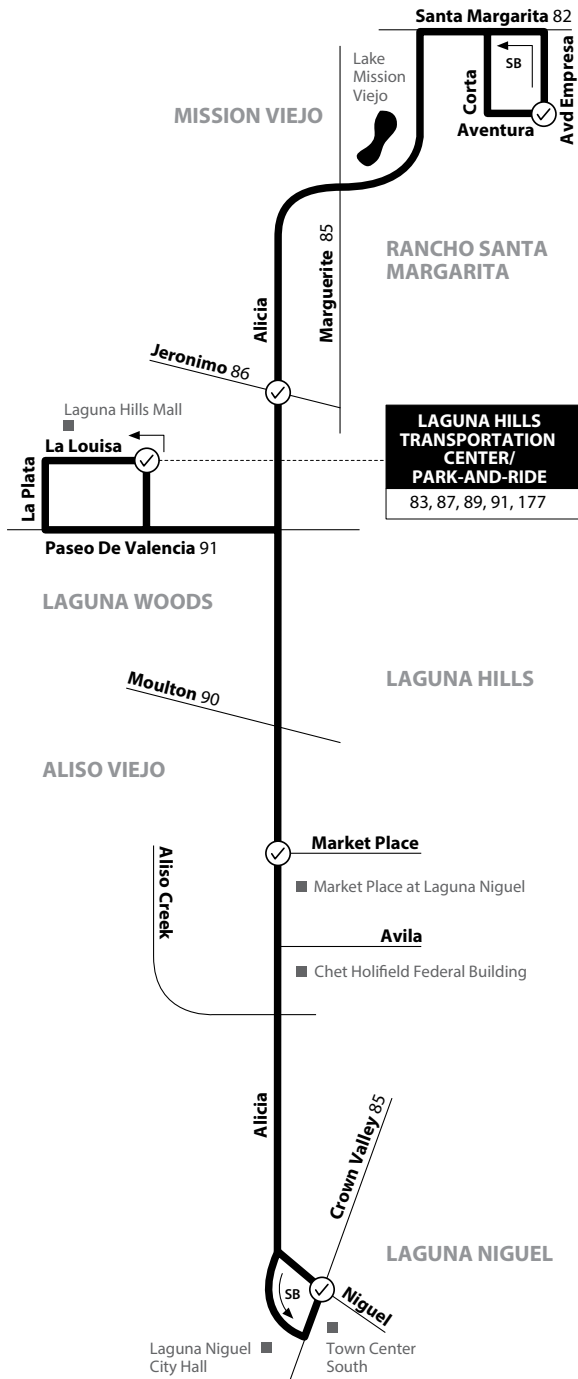 Santa Margarita 82
Lake
Mission
Viejo
SB
Corta
Avd Empresa
Aventura
MISSION VIEJO
Marguerite 85
RANCHO SANTA
MARGARITA
Alicia
Jeronimo 86
Laguna Hills Mall
La Louisa
La Plata
LAGUNA HILLS
TRANSPORTATION
CENTER/
PARK-AND-RIDE
83, 87, 89, 91, 177
Paseo De Valencia 91
LAGUNA WOODS
Moulton 90
LAGUNA HILLS
ALISO VIEJO
Market Place
Aliso Creek
Market Place at Laguna Niguel
Avila
Chet Holifield Federal Building
Alicia
Crown Valley 85
LAGUNA NIGUEL
SB
Niguel
Laguna Niguel
City Hall
Town Center
South